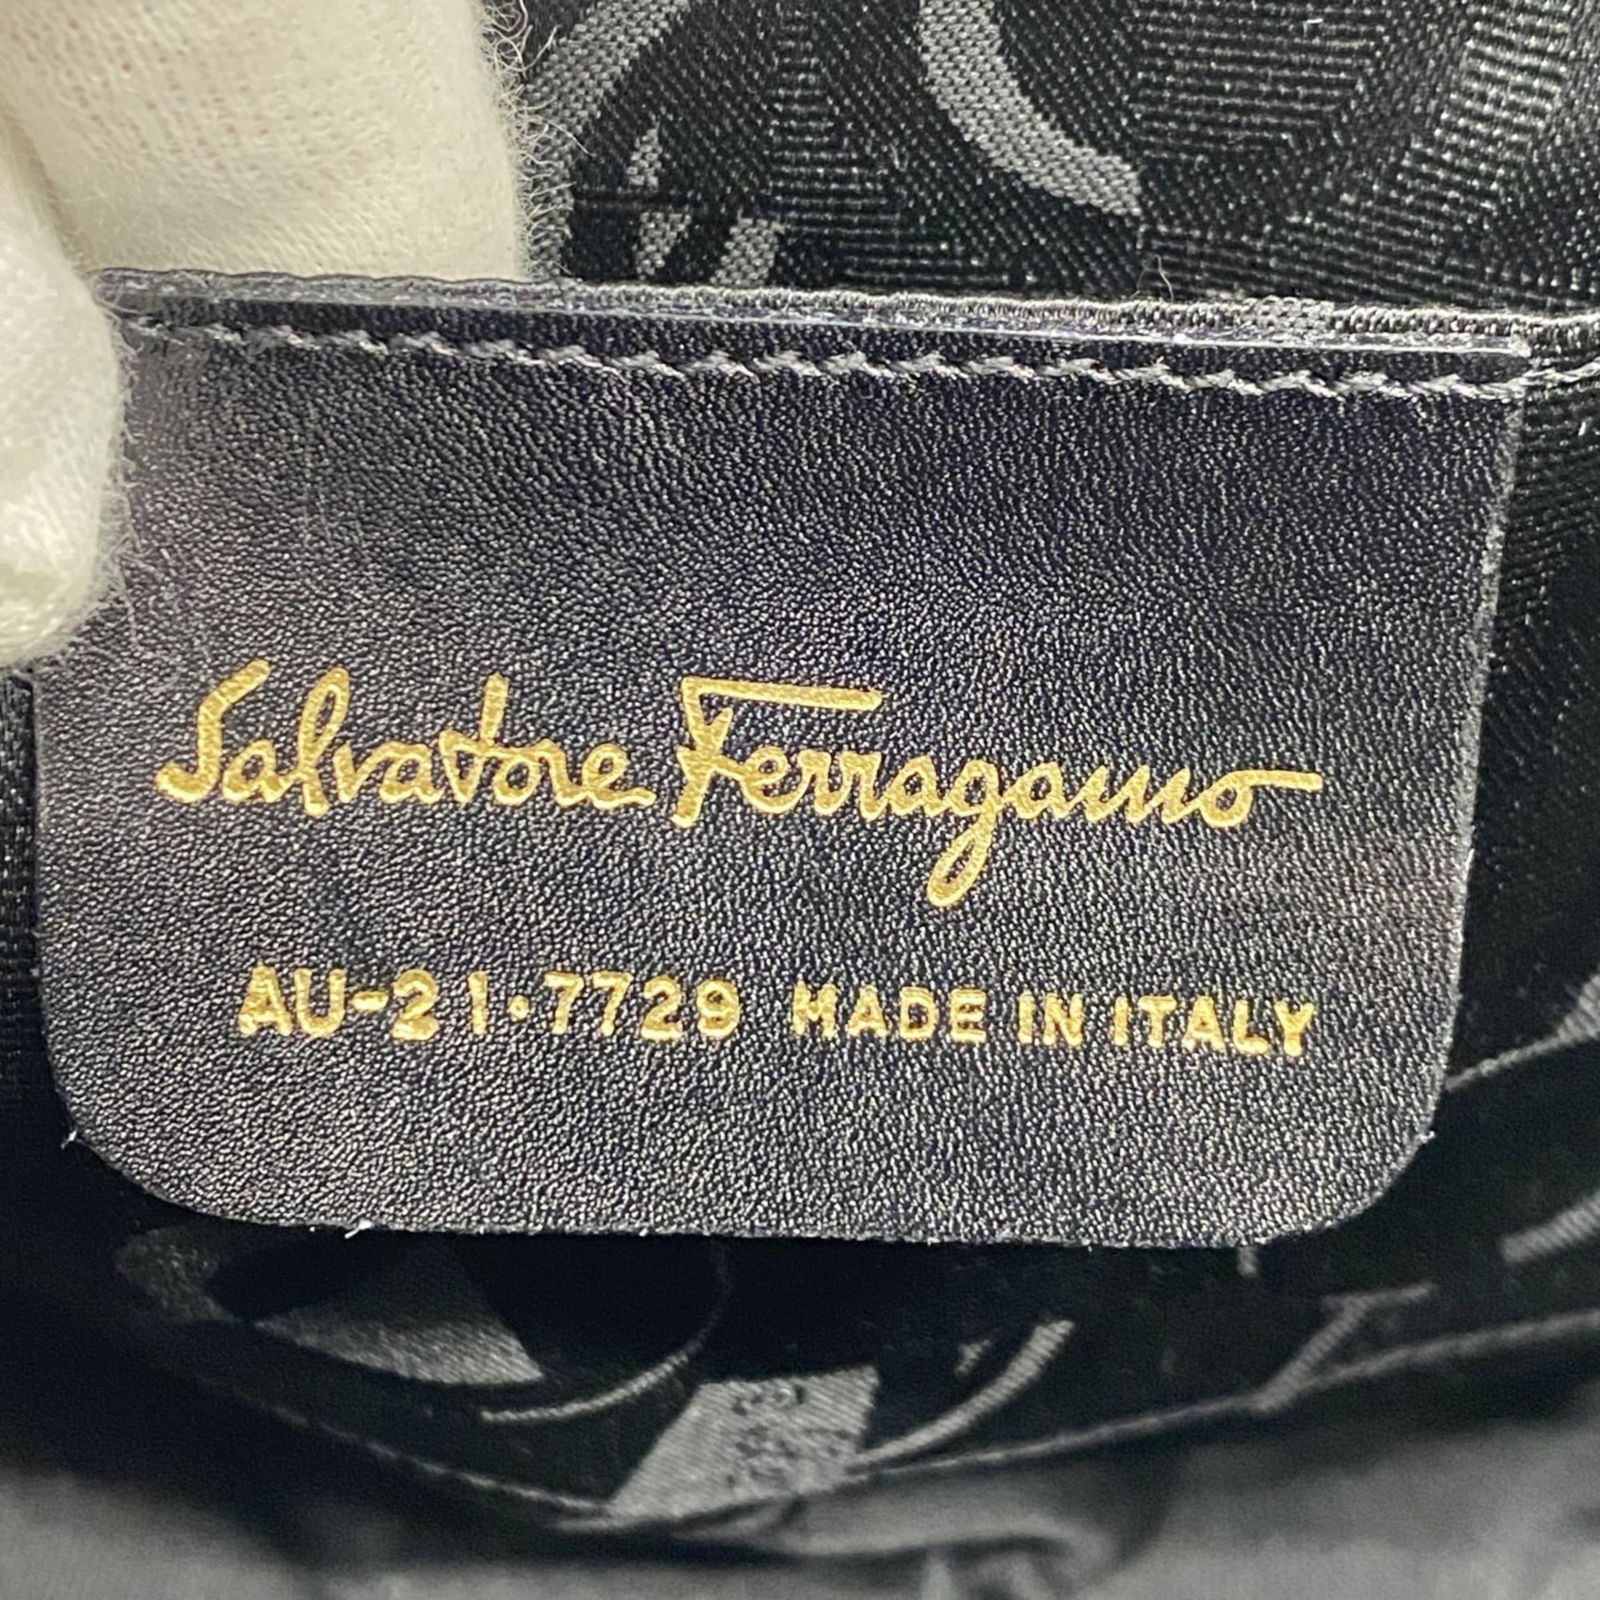 Salvatore Ferragamo
AU-21·7729 MADE IN ITALY